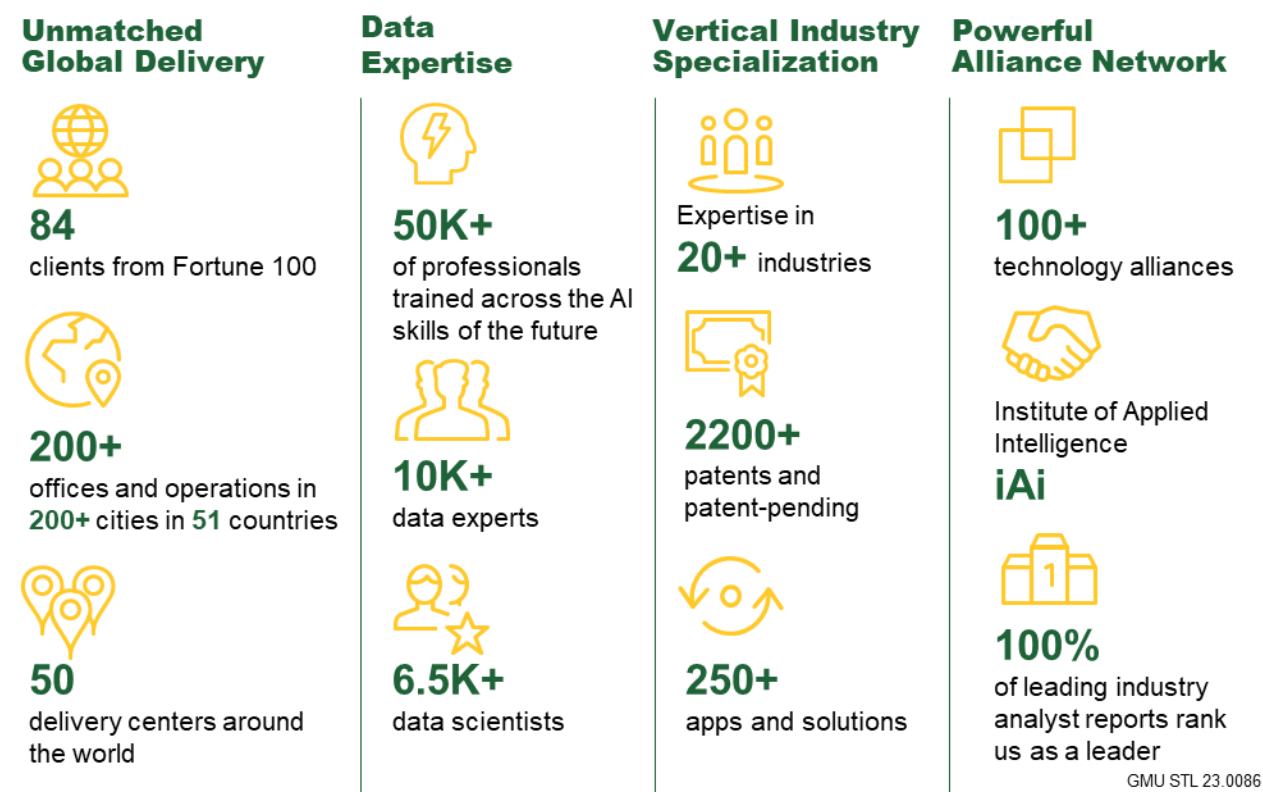 Unmatched
Global Delivery
84
clients from Fortune 100
200+
offices and operations in
200+ cities in 51 countries
50
delivery centers around
the world
Data
Expertise
50K+
of professionals
trained across the AI
skills of the future
10K+
data experts
6.5K+
data scientists
Vertical Industry
Specialization
Expertise in
20+ industries
2200+
patents and
patent-pending
250+
apps and solutions
Powerful
Alliance Network
100+
technology alliances
Institute of Applied
Intelligence
iAi
1
100%
of leading industry
analyst reports rank
us as a leader
GMU STL 23.0086